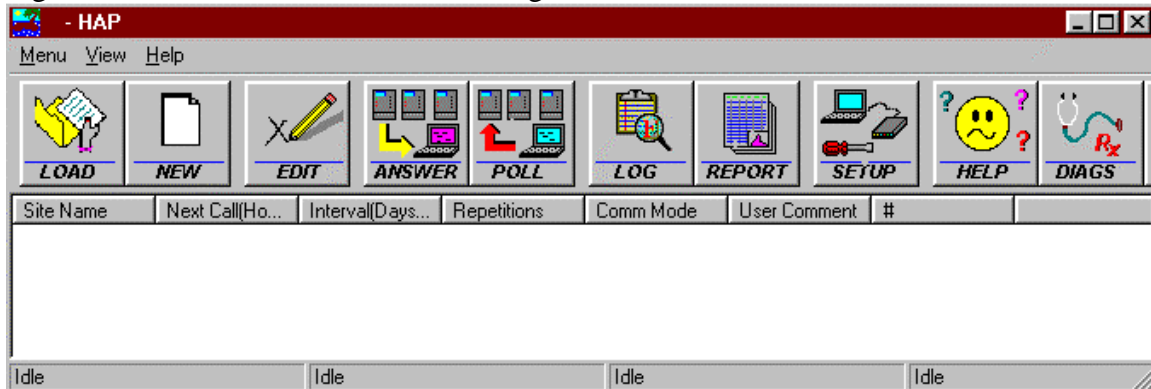 - HAP
Menu View Help
LOAD NEW EDIT ANSWER POLL LOG REPORT SETUP HELP DIAGS
Site Name Next Call(Ho... Interval(Days... Repetitions Comm Mode User Comment #
Idle Idle Idle Idle